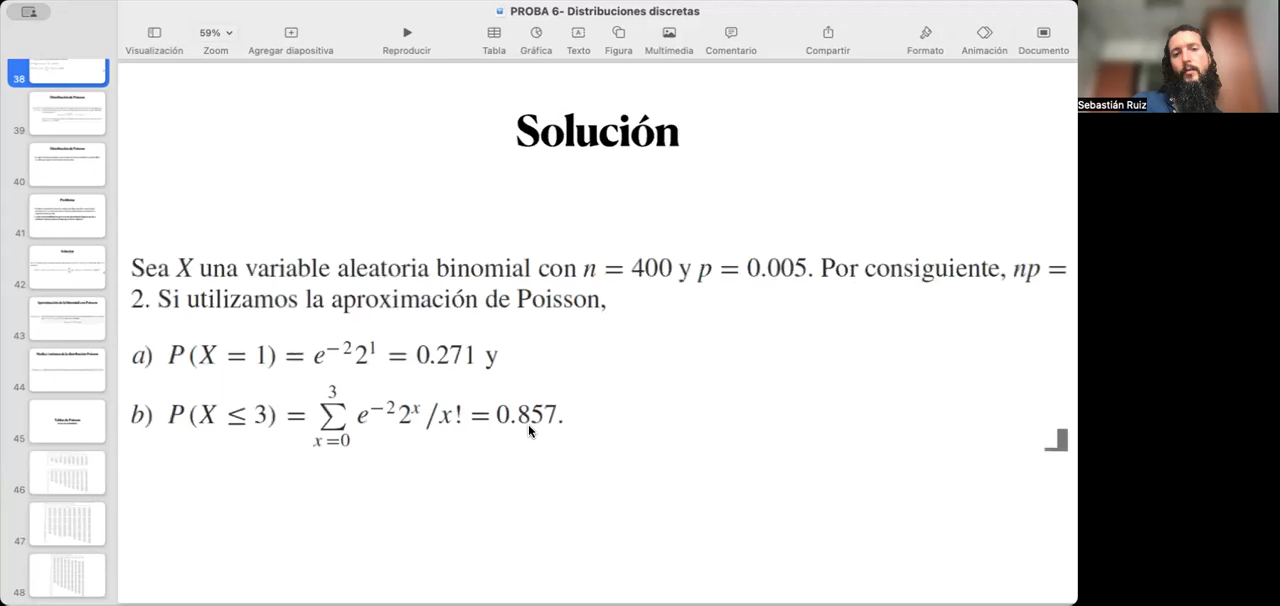 PROBA 6- Distribuciones discretas
59%
Visualización Zoom Agregar diapositiva Reproducir Tabla Gráfica Texto Figura Multimedia Comentario Compartir Formato Animación Documento
Sebastián Ruiz
38
39
40
41
42
43
44
45
46
47
48
Solución
Sea X una variable aleatoria binomial con n = 400 y p = 0.005. Por consiguiente, np =
2. Si utilizamos la aproximación de Poisson,
a) P(X = 1) = e⁻²2¹ = 0.271 y
b) P(X ≤ 3) = ∑_{x=0}^{3} e⁻²2ˣ/x! = 0.857.